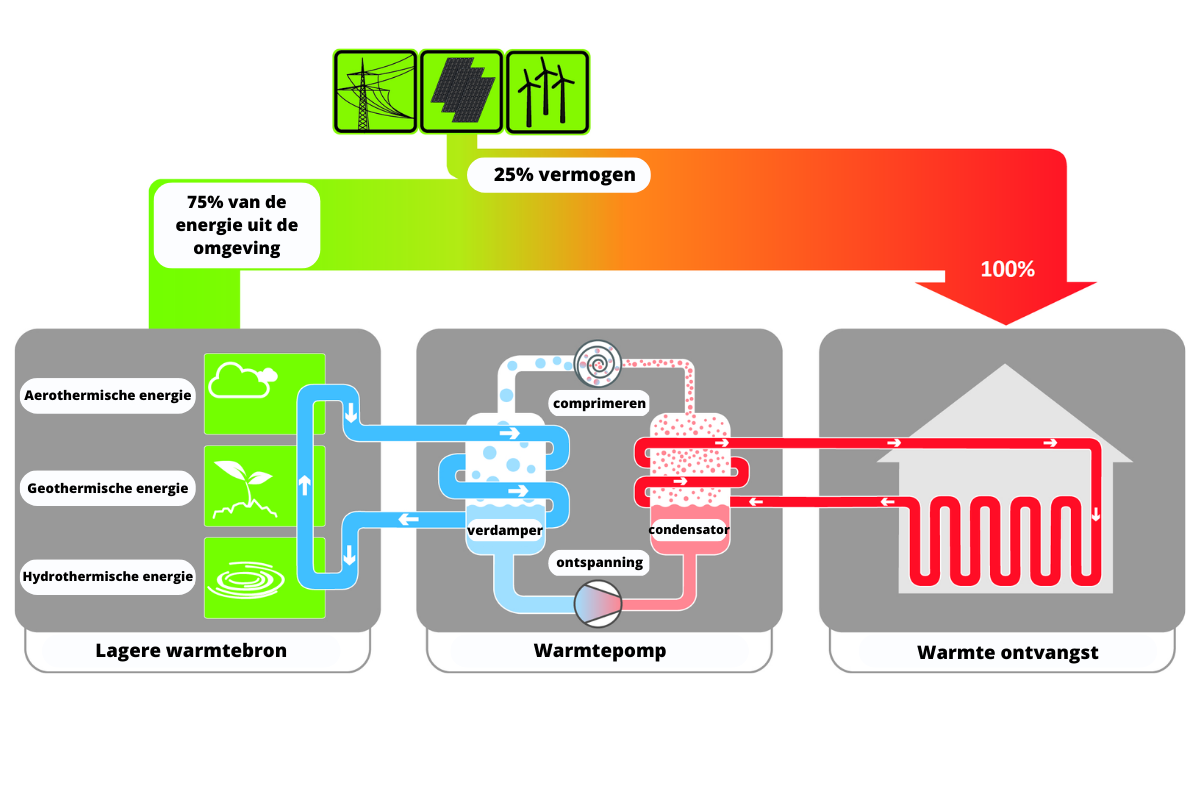 25% vermogen
75% van de
energie uit de
omgeving
100%
Aerothermische energie
Geothermische energie
Hydrothermische energie
comprimeren
verdamper
condensator
ontspanning
Lagere warmtebron
Warmtepomp
Warmte ontvangst